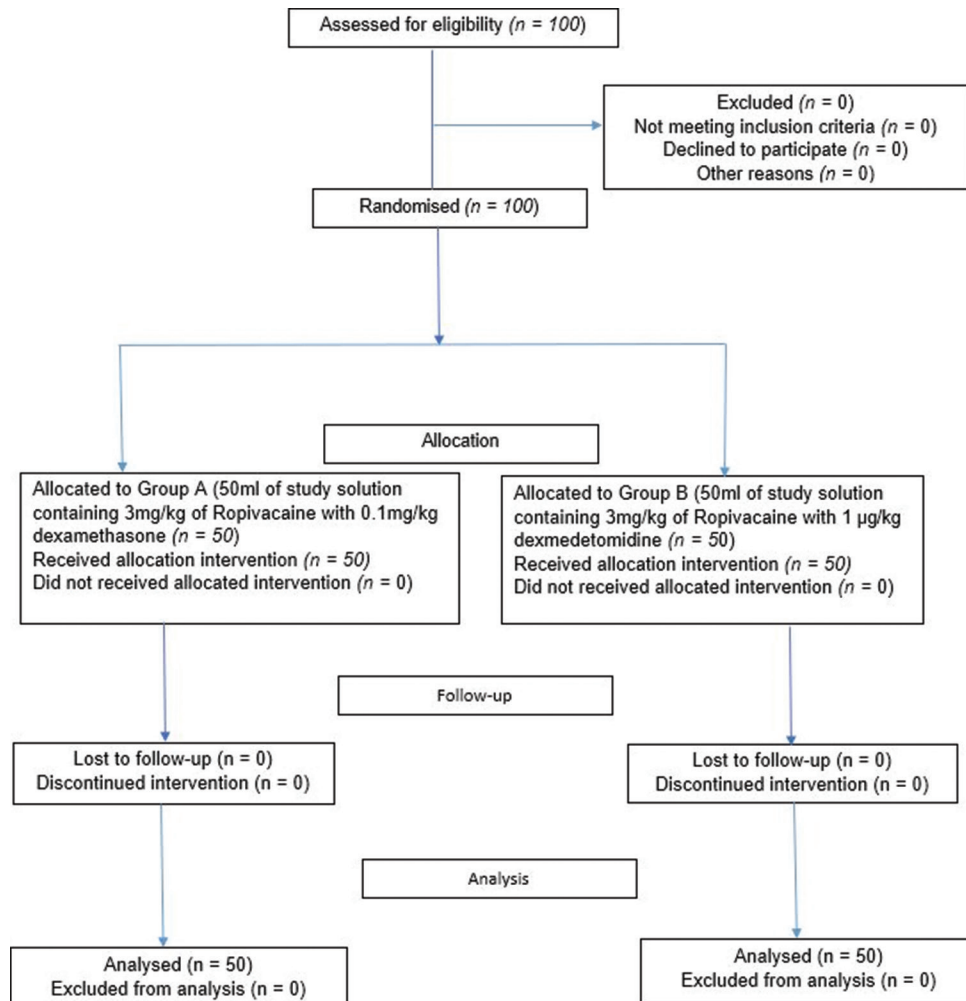 Assessed for eligibility (n = 100)
Excluded (n = 0)
Not meeting inclusion criteria (n = 0)
Declined to participate (n = 0)
Other reasons (n = 0)
Randomised (n = 100)
Allocation
Allocated to Group A (50ml of study solution
containing 3mg/kg of Ropivacaine with 0.1mg/kg
dexamethasone (n = 50)
Received allocation intervention (n = 50)
Did not received allocated intervention (n = 0)
Allocated to Group B (50ml of study solution
containing 3mg/kg of Ropivacaine with 1 µg/kg
dexmedetomidine (n = 50)
Received allocation intervention (n = 50)
Did not received allocated intervention (n = 0)
Follow-up
Lost to follow-up (n = 0)
Discontinued intervention (n = 0)
Lost to follow-up (n = 0)
Discontinued intervention (n = 0)
Analysis
Analysed (n = 50)
Excluded from analysis (n = 0)
Analysed (n = 50)
Excluded from analysis (n = 0)